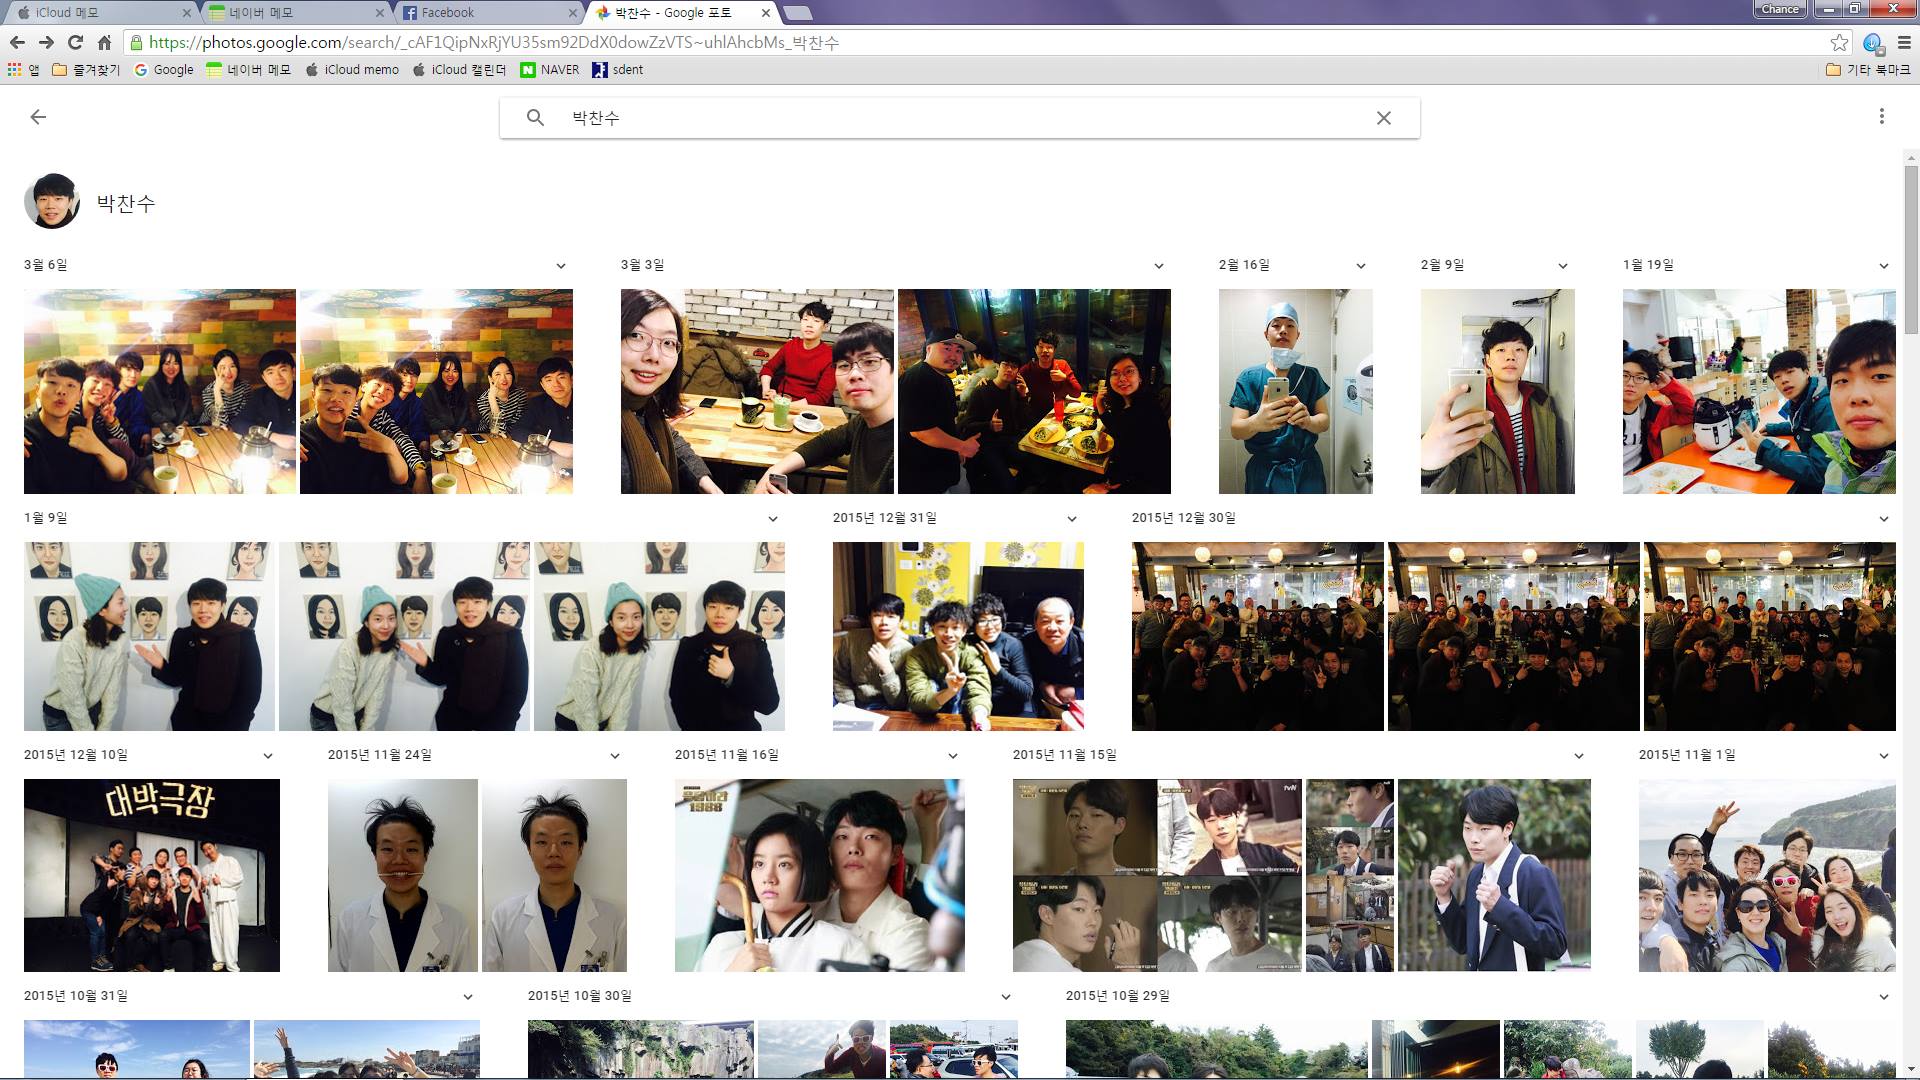 iCloud 메모
네이버 메모
Facebook
박찬수 - Google 포토
Chance
https://photos.google.com/search/_cAF1QipNxRjYU35sm92DdX0dowZzVTS~uhlAhcbMs_박찬수
앱 즐겨찾기 Google 네이버 메모 iCloud memo iCloud 캘린더 NAVER sdent 기타 북마크
박찬수
박찬수
3월 6일 3월 3일 2월 16일 2월 9일 1월 19일
1월 9일 2015년 12월 31일 2015년 12월 30일
2015년 12월 10일 2015년 11월 24일 2015년 11월 16일 2015년 11월 15일 2015년 11월 1일
대박극장
응답하라
1988
tvN
2015년 10월 31일 2015년 10월 30일 2015년 10월 29일